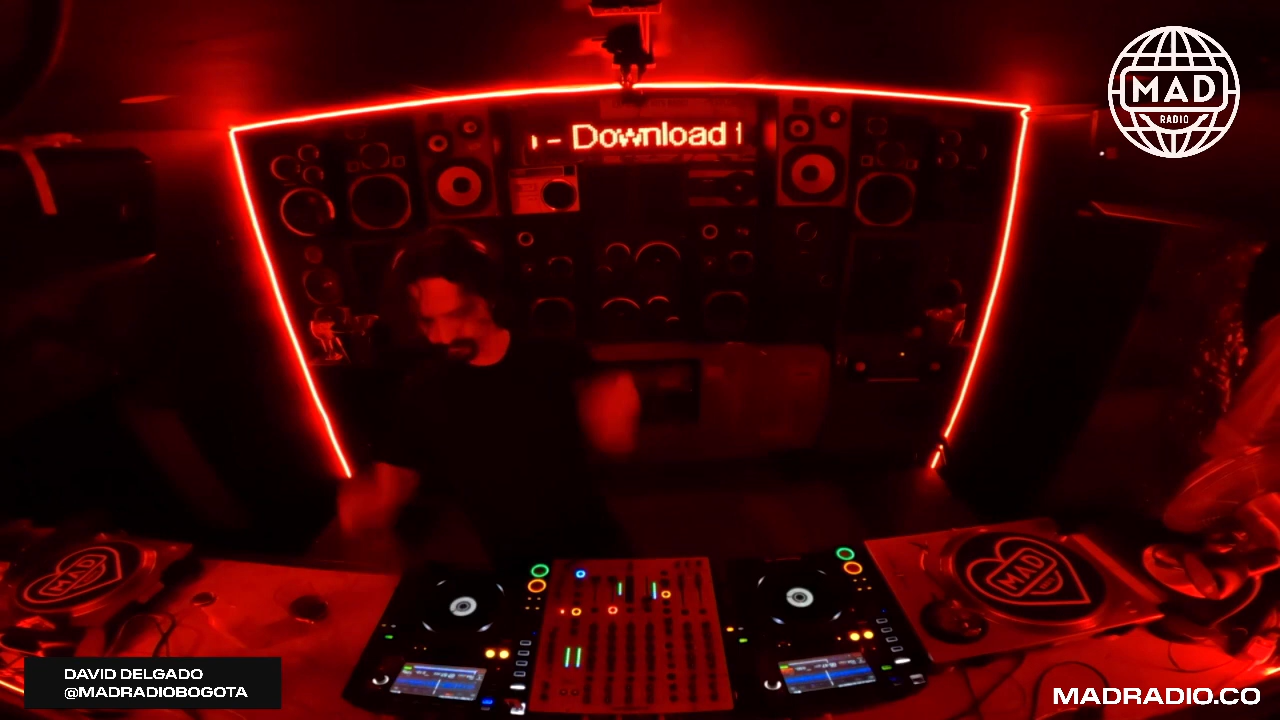 - Download
MAD
RADIO
MAD
MAD
DAVID DELGADO
@MADRADIOBOGOTA
MADRADIO.CO